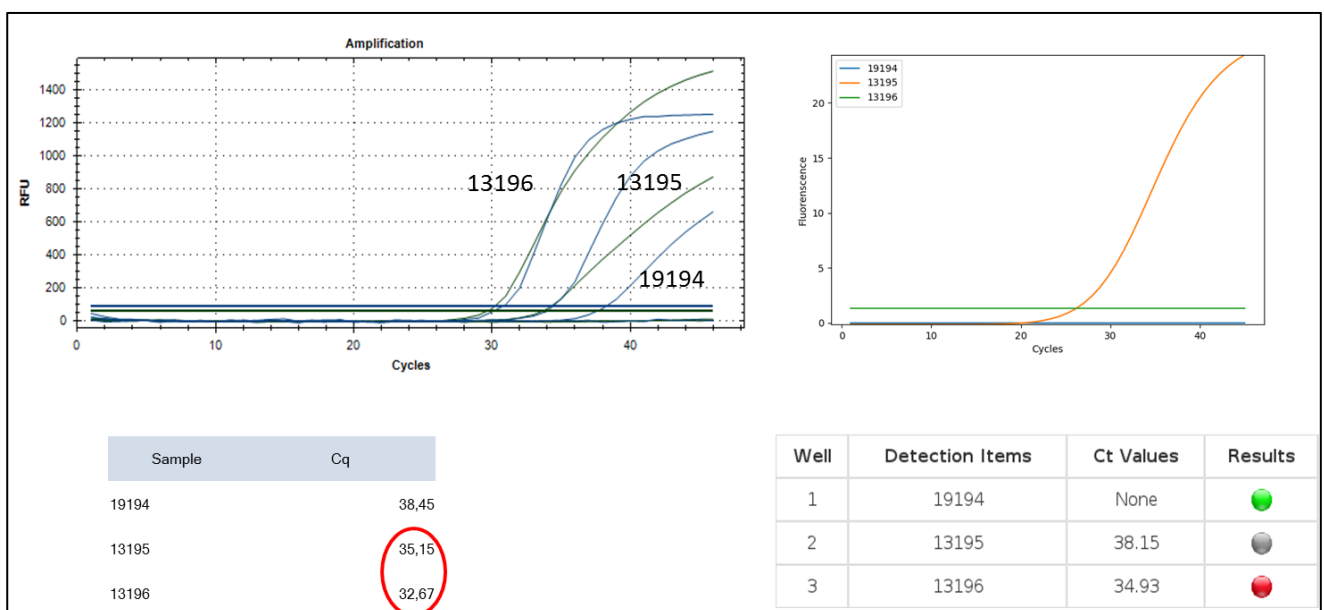 Amplification
1400
1200
1000
800
600
400
200
0
RFU
13196
13195
19194
0 10 20 30 40
Cycles
19194
13195
13196
20
15
10
5
0
Fluorenscence
0 10 20 30 40
Cycles
Sample Cq
19194 38,45
13195 35,15
13196 32,67
Well Detection Items Ct Values Results
1 19194 None
2 13195 38.15
3 13196 34.93